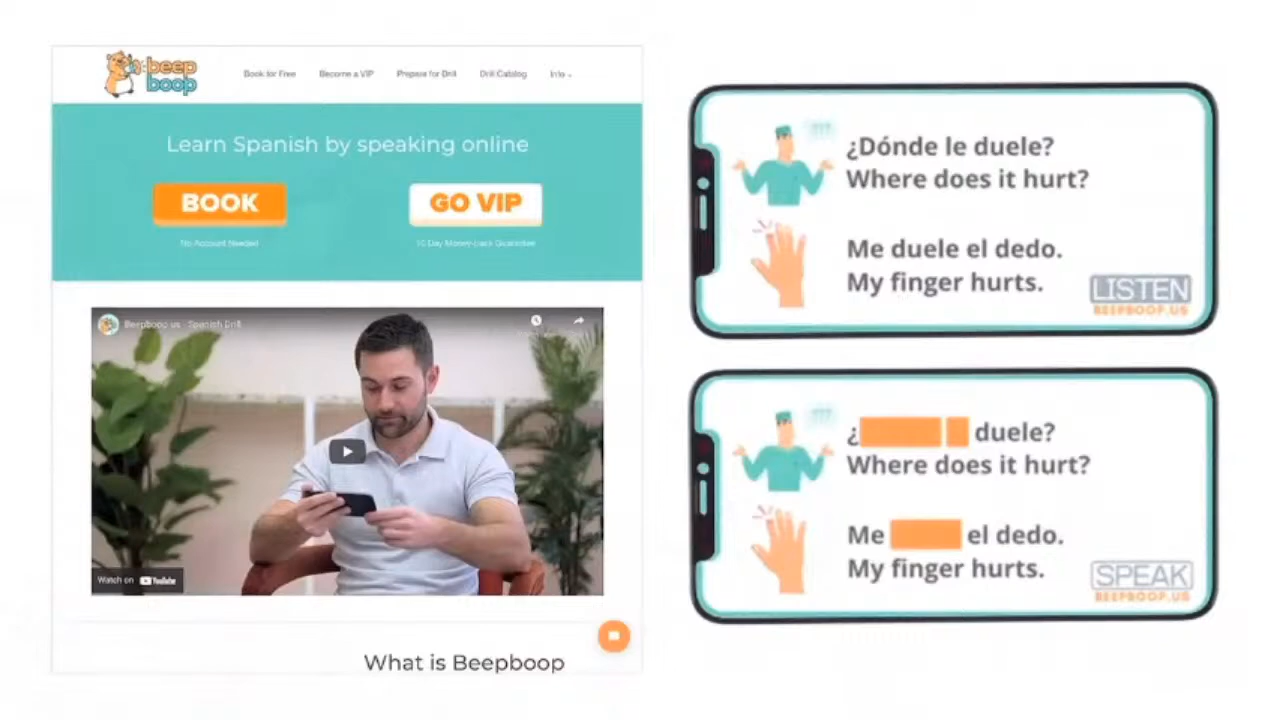 beep
boop
Book for Free
Become a VIP
Prepare for Drill
Drill Catalog
Info
Learn Spanish by speaking online
BOOK
GO VIP
No Account Needed
10 Day Money-back Guarantee
Beepboop.us - Spanish Drill
Watch on YouTube
What is Beepboop
???
¿Dónde le duele?
Where does it hurt?
Me duele el dedo.
My finger hurts.
LISTEN
BEEPBOOP.US
???
¿ duele?
Where does it hurt?
Me el dedo.
My finger hurts.
SPEAK
BEEPBOOP.US